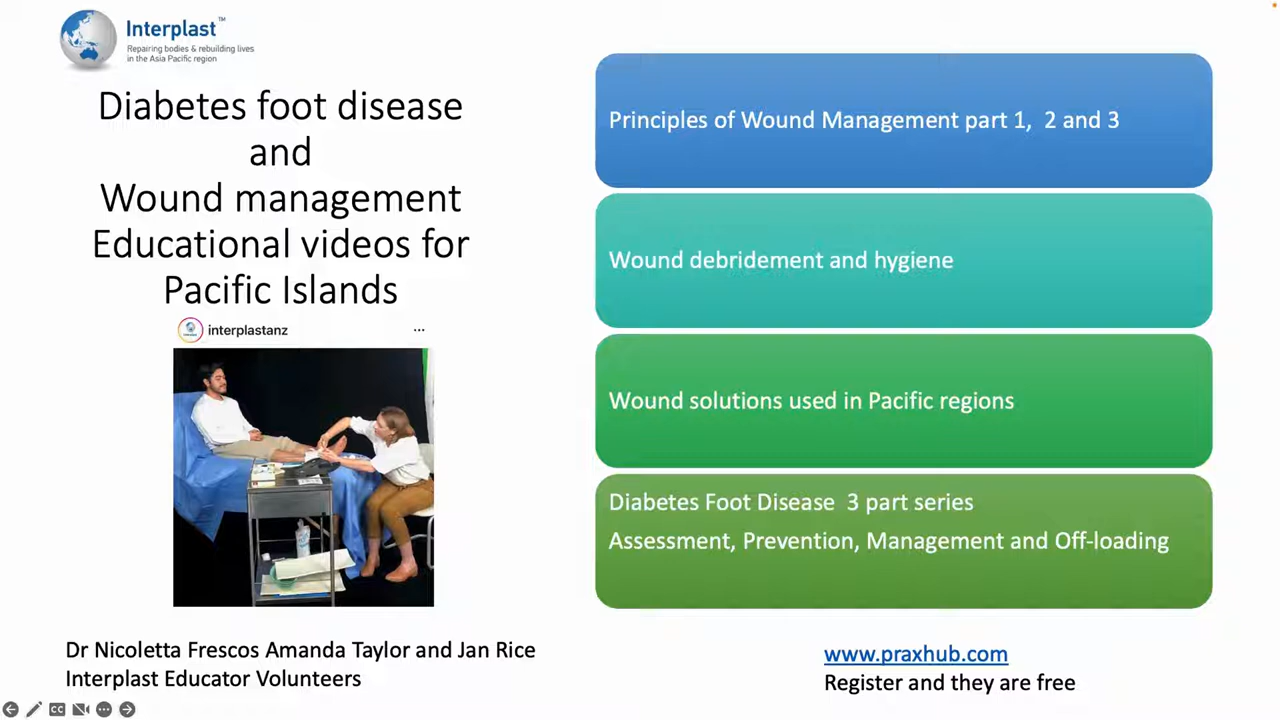 Interplast™
Repairing bodies & rebuilding lives
in the Asia Pacific region
Diabetes foot disease
and
Wound management
Educational videos for
Pacific Islands
interplastanz
...
Dr Nicoletta Frescos Amanda Taylor and Jan Rice
Interplast Educator Volunteers
Principles of Wound Management part 1,  2 and 3
Wound debridement and hygiene
Wound solutions used in Pacific regions
Diabetes Foot Disease  3 part series
Assessment, Prevention, Management and Off-loading
www.praxhub.com
Register and they are free
CC